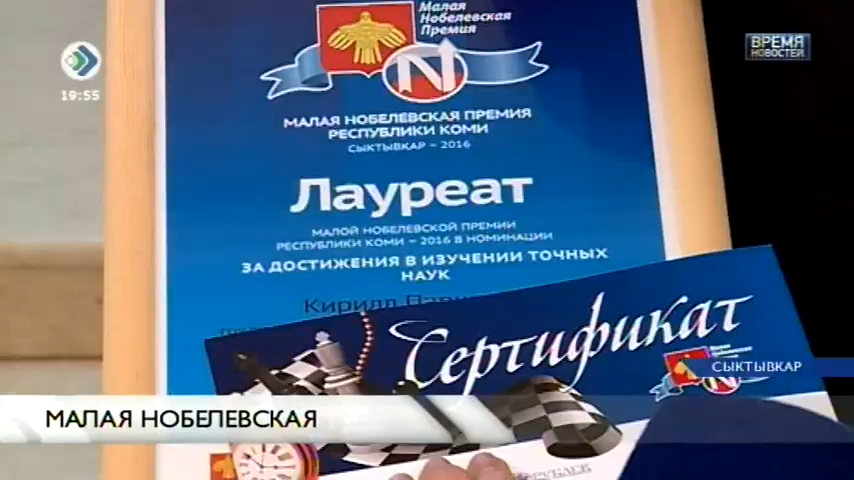 Малая
Нобелевская
Премия
N
МАЛАЯ НОБЕЛЕВСКАЯ ПРЕМИЯ
РЕСПУБЛИКИ КОМИ
СЫКТЫВКАР – 2016
Лауреат
МАЛОЙ НОБЕЛЕВСКОЙ ПРЕМИИ
РЕСПУБЛИКИ КОМИ – 2016 В НОМИНАЦИИ
ЗА ДОСТИЖЕНИЯ В ИЗУЧЕНИИ ТОЧНЫХ
НАУК
Кирилл
Сертификат
19:55
ВРЕМЯ
НОВОСТЕЙ
СЫКТЫВКАР
МАЛАЯ НОБЕЛЕВСКАЯ